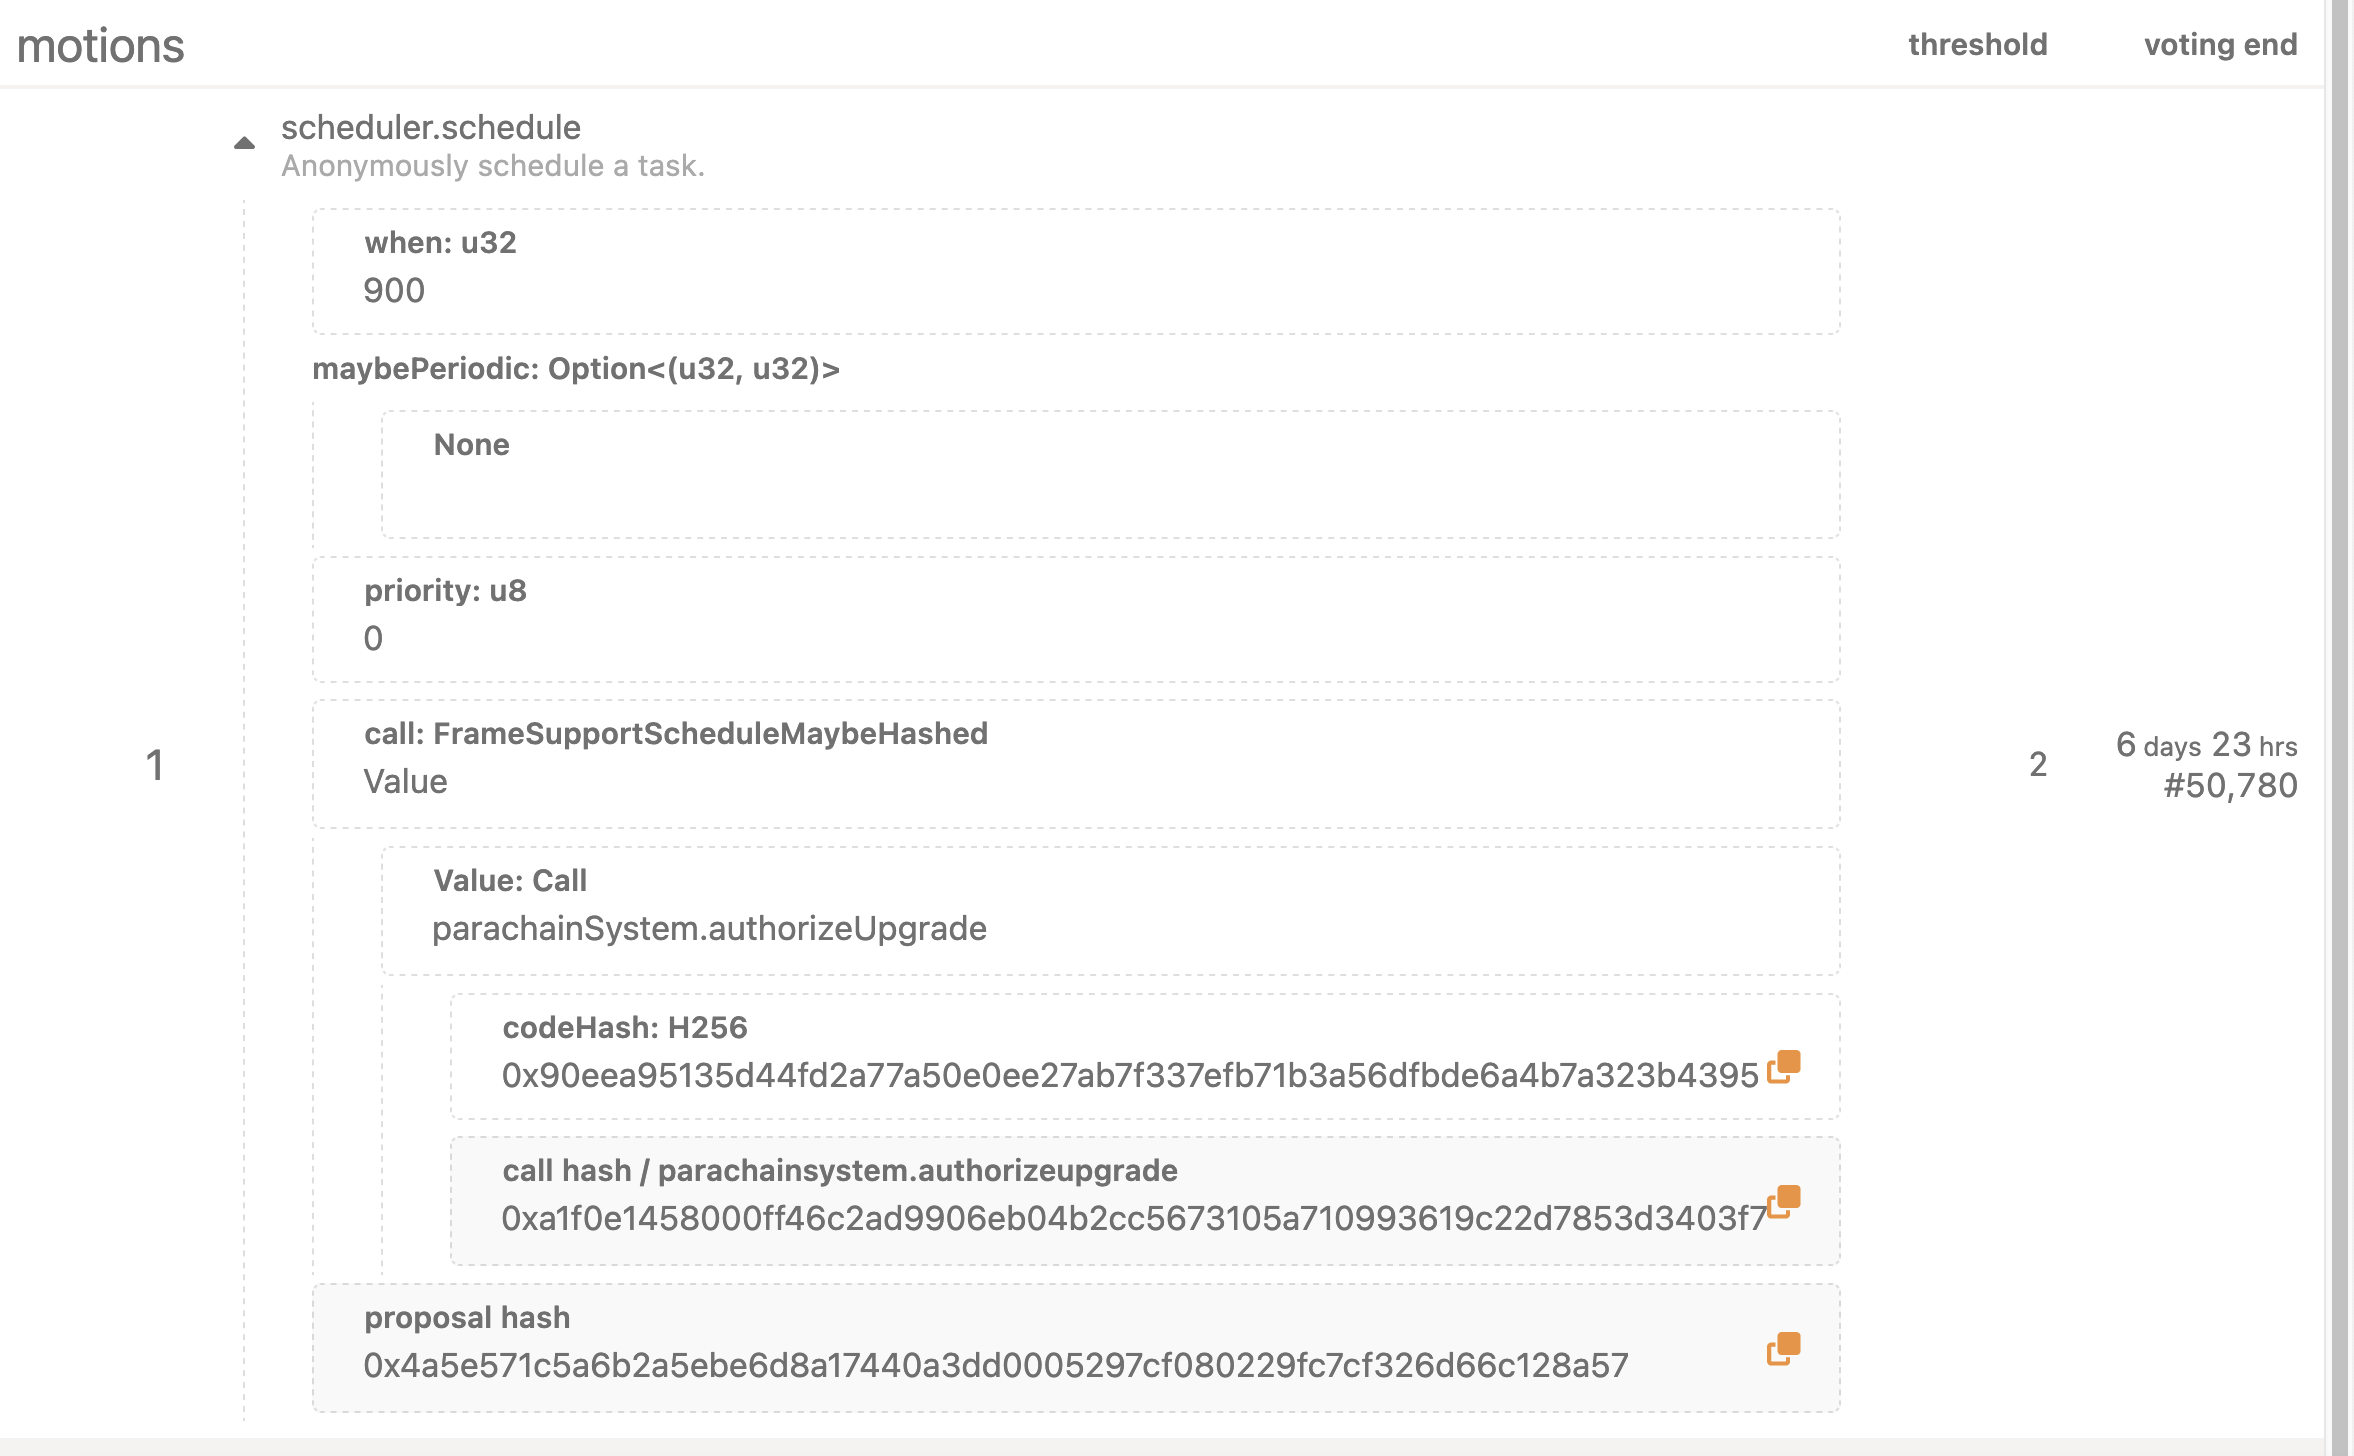 motions
threshold
voting end
scheduler.schedule
Anonymously schedule a task.
when: u32
900
maybePeriodic: Option<(u32, u32)>
None
priority: u8
0
call: FrameSupportScheduleMaybeHashed
Value
1
2
6 days 23 hrs
#50,780
Value: Call
parachainSystem.authorizeUpgrade
codeHash: H256
0x90eea95135d44fd2a77a50e0ee27ab7f337efb71b3a56dfbde6a4b7a323b4395
call hash / parachainsystem.authorizeupgrade
0xa1f0e1458000ff46c2ad9906eb04b2cc5673105a710993619c22d7853d3403f7
proposal hash
0x4a5e571c5a6b2a5ebe6d8a17440a3dd0005297cf080229fc7cf326d66c128a57